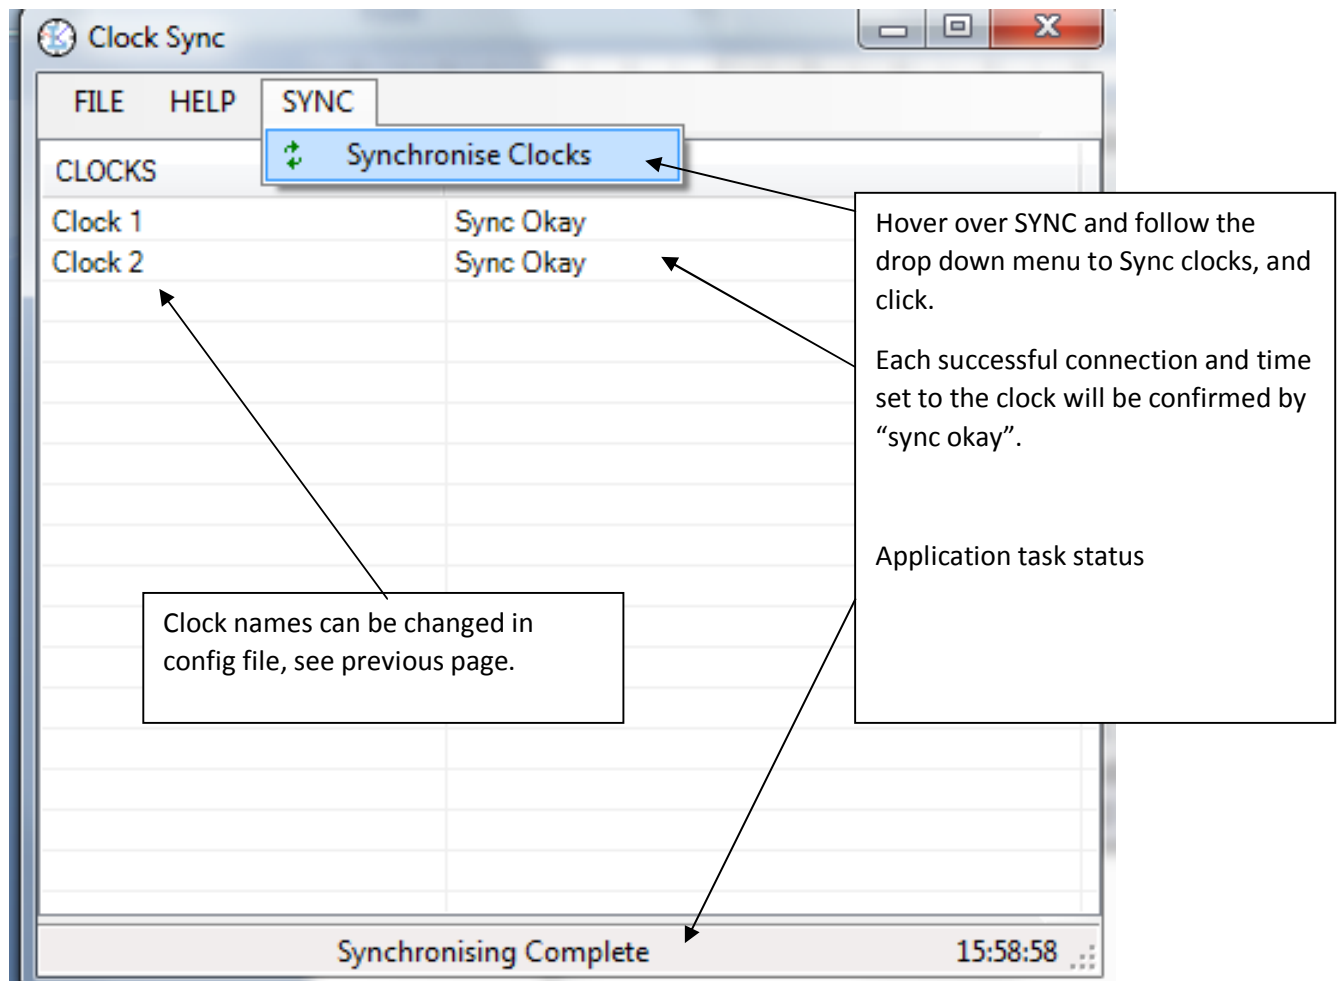 Clock Sync
FILE HELP SYNC
Synchronise Clocks
CLOCKS
Clock 1 Sync Okay
Clock 2 Sync Okay
Hover over SYNC and follow the
drop down menu to Sync clocks, and
click.
Each successful connection and time
set to the clock will be confirmed by
“sync okay”.
Application task status
Clock names can be changed in
config file, see previous page.
Synchronising Complete 15:58:58